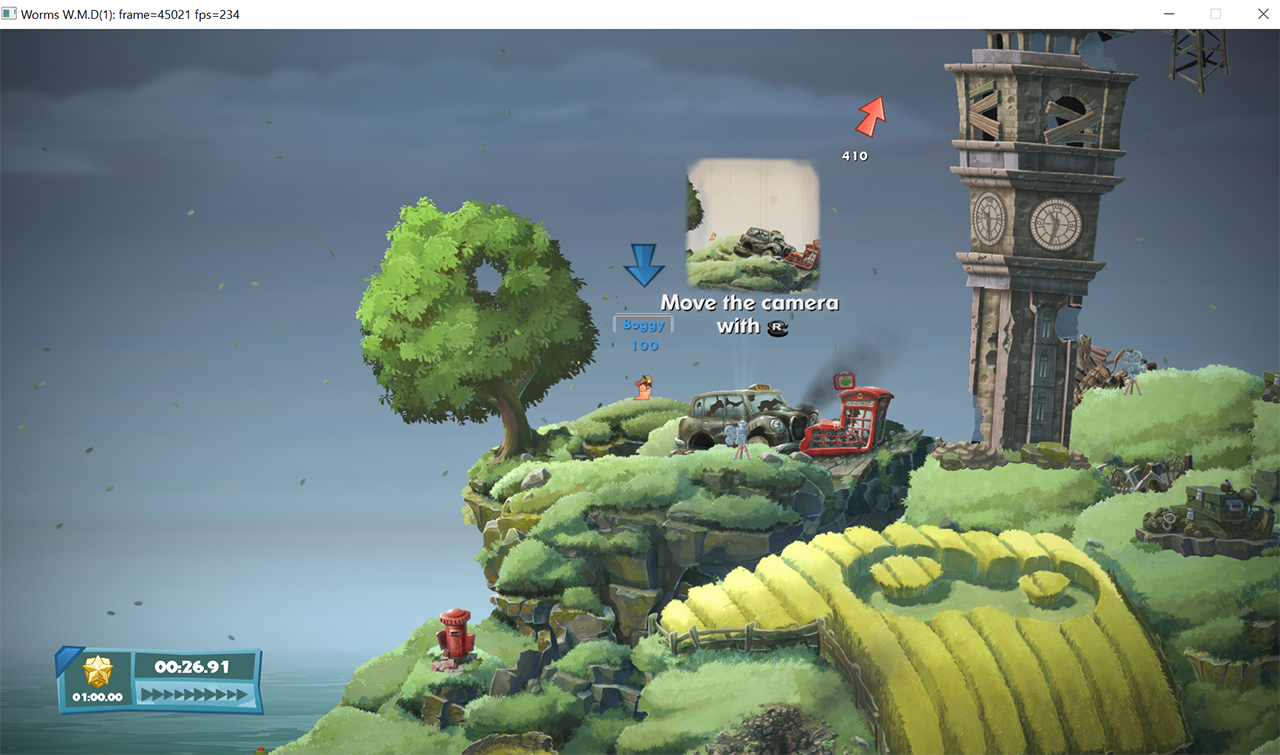 Worms W.M.D(1): frame=45021 fps=234
410
Move the camera
with R
Boggy
100
00:26.91
01:00.00